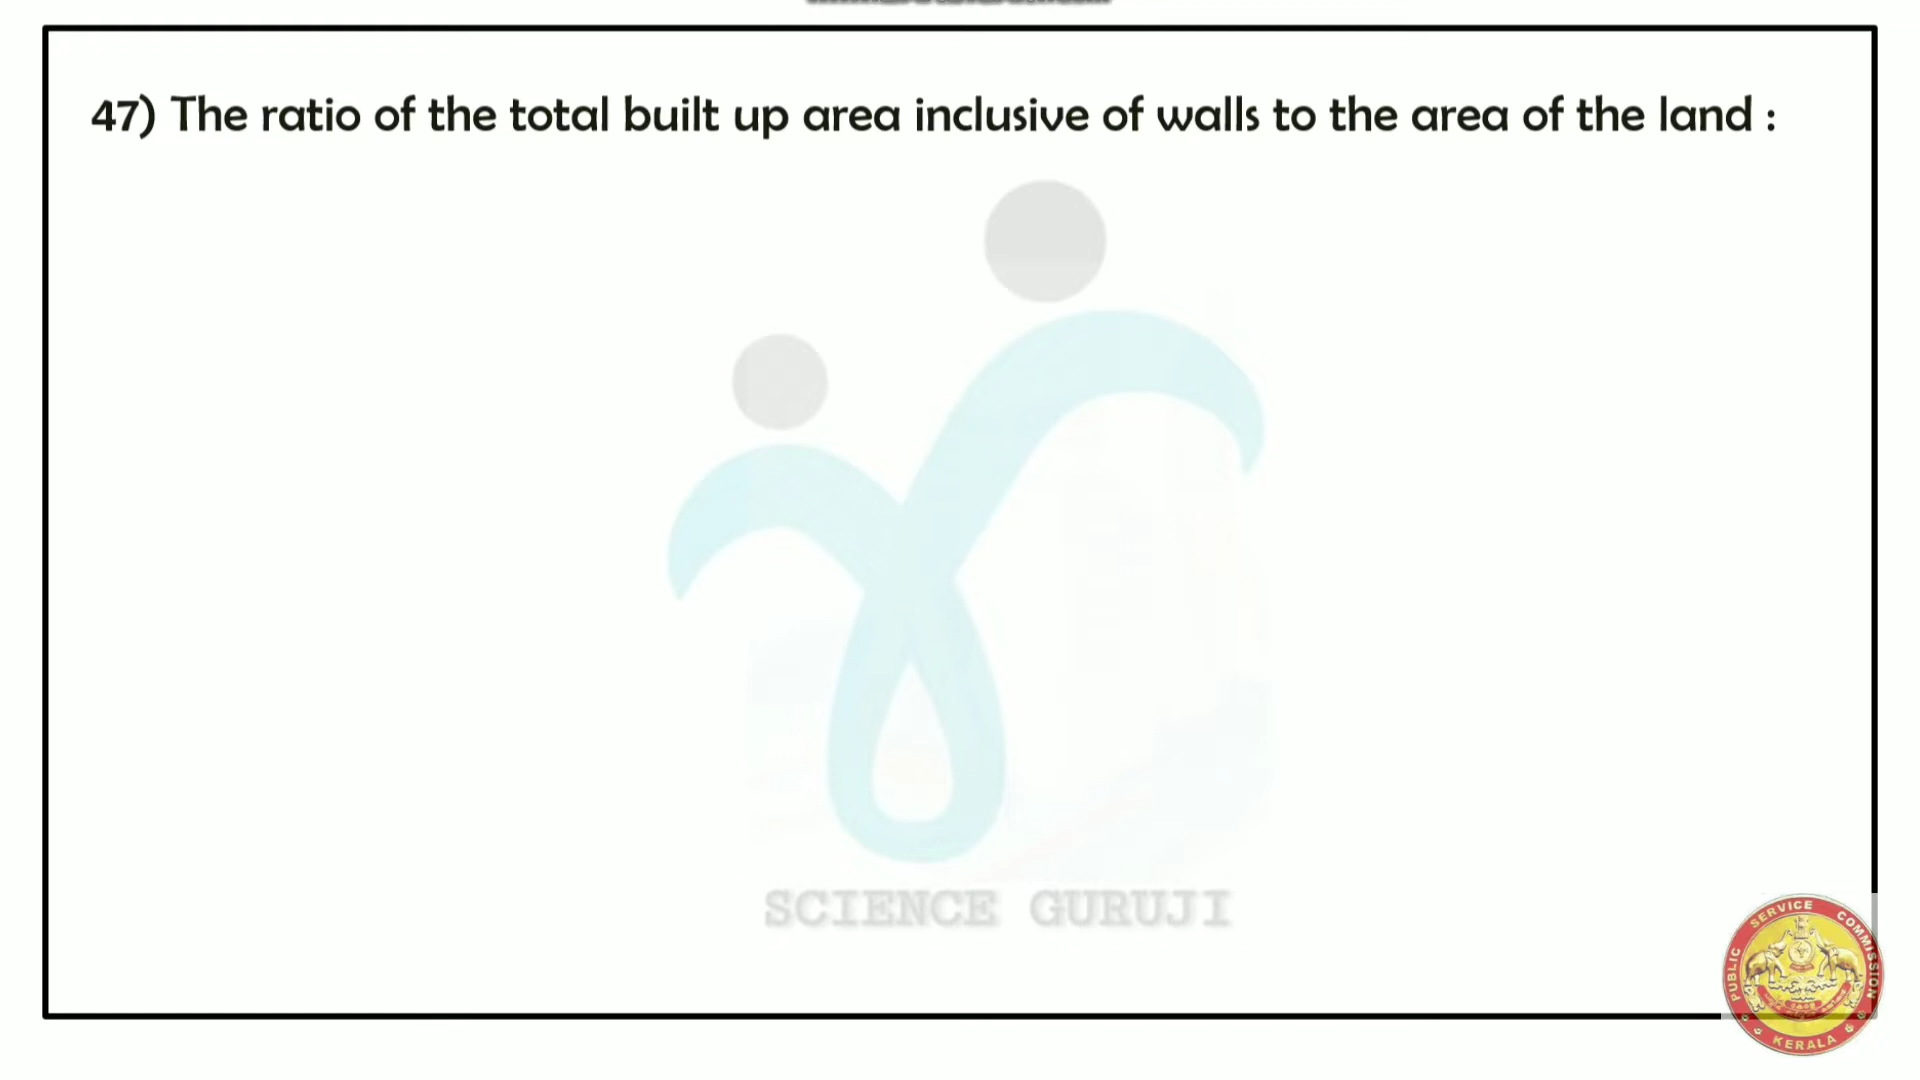 47) The ratio of the total built up area inclusive of walls to the area of the land :
SCIENCE GURUJI
PUBLIC SERVICE COMMISSION
KERALA